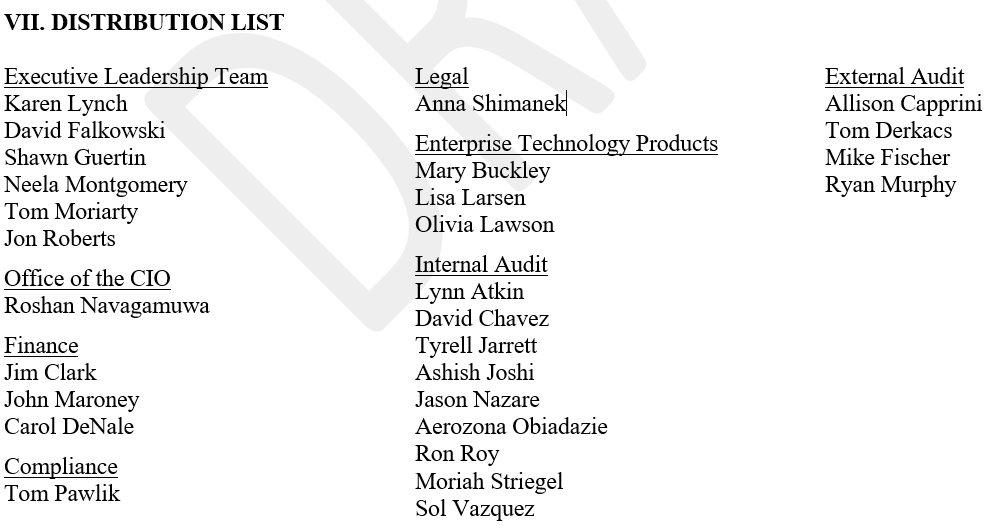 VII. DISTRIBUTION LIST
Executive Leadership Team
Karen Lynch
David Falkowski
Shawn Guertin
Neela Montgomery
Tom Moriarty
Jon Roberts
Office of the CIO
Roshan Navagamuwa
Finance
Jim Clark
John Maroney
Carol DeNale
Compliance
Tom Pawlik
Legal
Anna Shimanek
Enterprise Technology Products
Mary Buckley
Lisa Larsen
Olivia Lawson
Internal Audit
Lynn Atkin
David Chavez
Tyrell Jarrett
Ashish Joshi
Jason Nazare
Aerozona Obiadazie
Ron Roy
Moriah Striegel
Sol Vazquez
External Audit
Allison Capprini
Tom Derkacs
Mike Fischer
Ryan Murphy